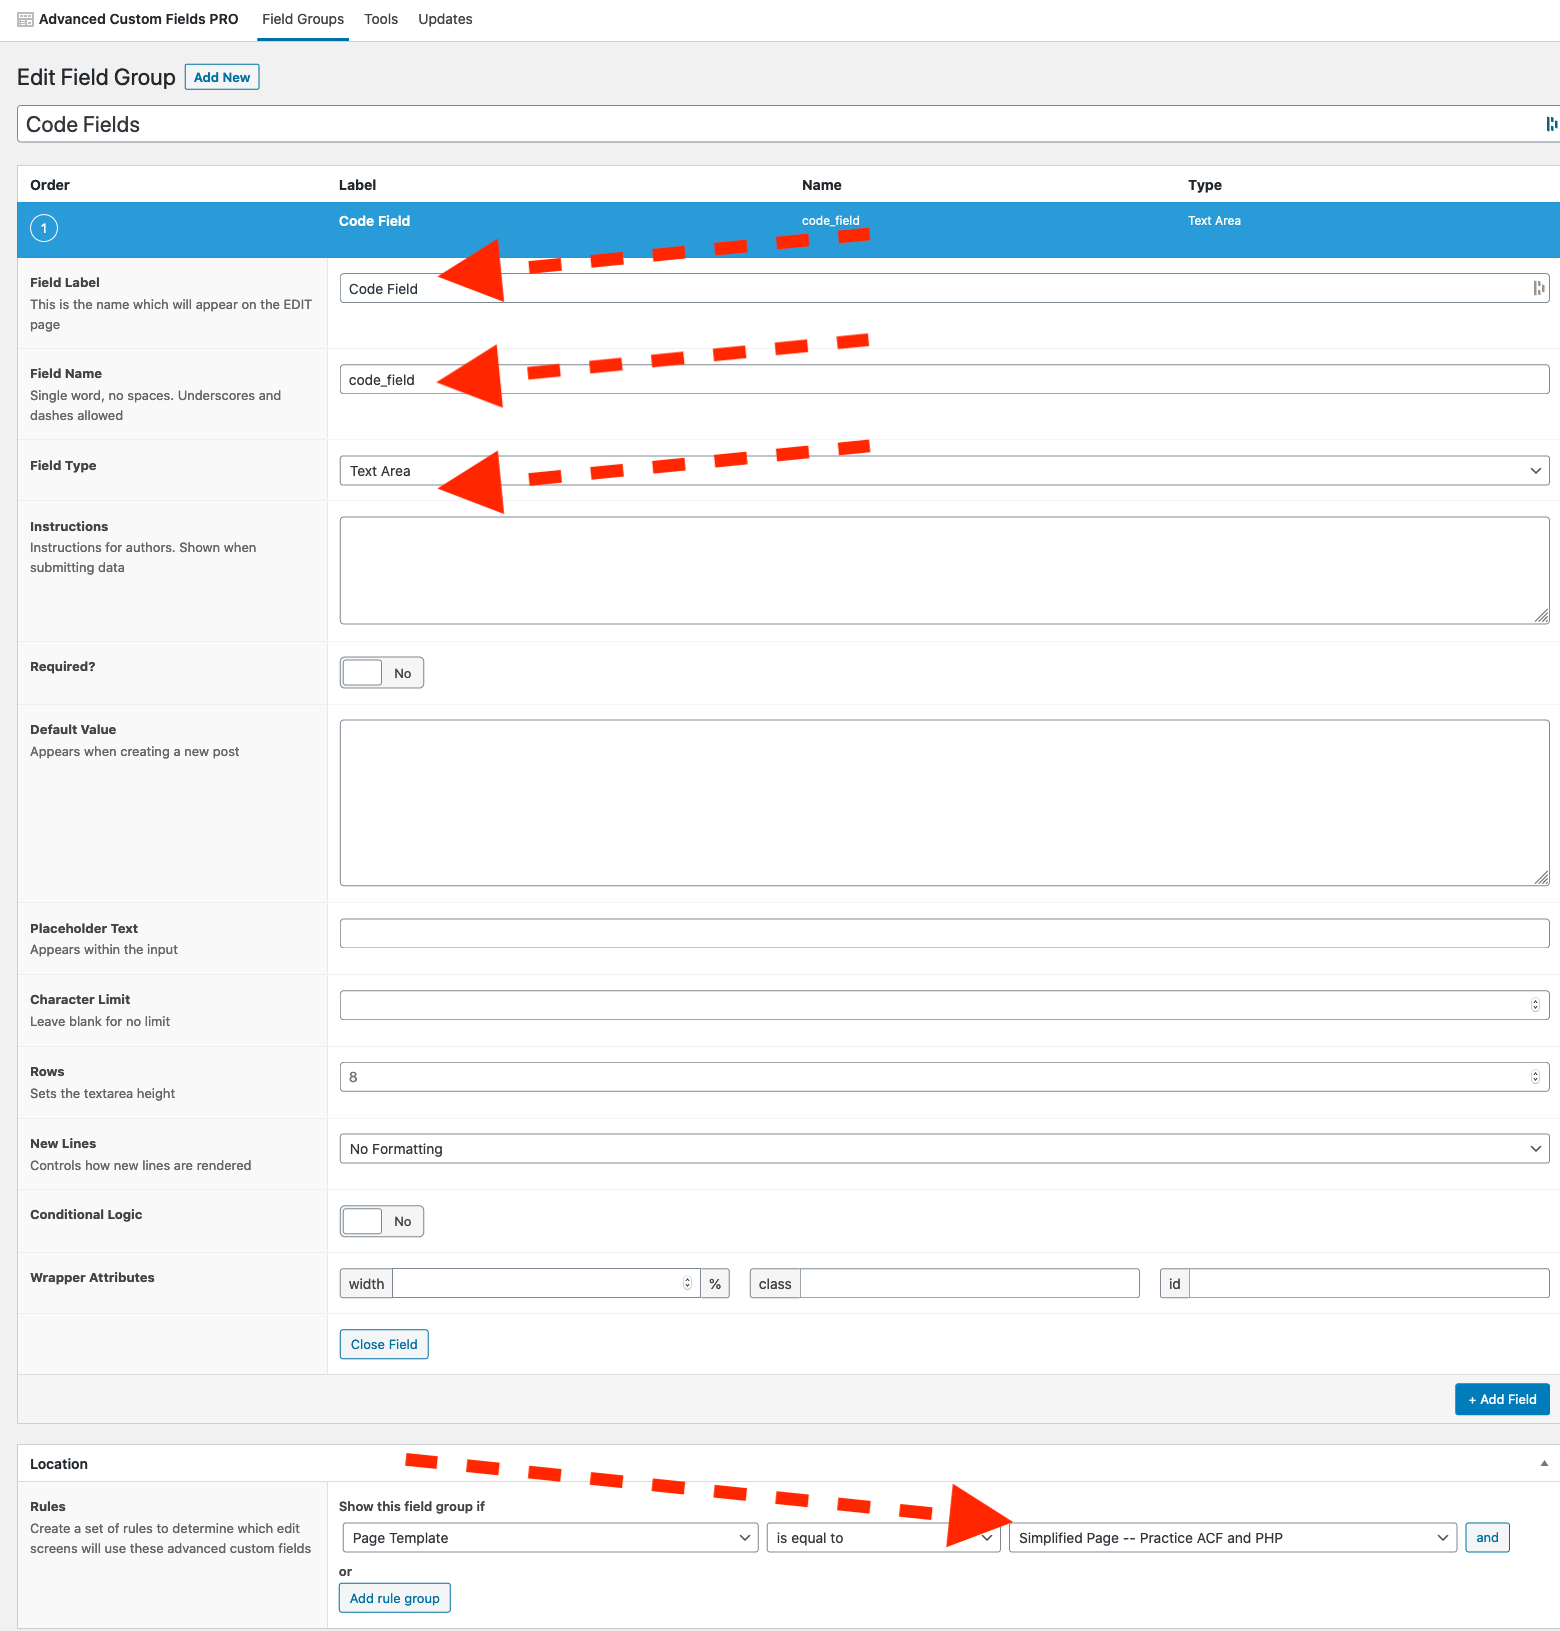 Advanced Custom Fields PRO Field Groups Tools Updates
Edit Field Group Add New
Code Fields
Order Label Name Type
1 Code Field code_field Text Area
Field Label
This is the name which will appear on the EDIT
page
Code Field
Field Name
Single word, no spaces. Underscores and
dashes allowed
code_field
Field Type
Text Area
Instructions
Instructions for authors. Shown when
submitting data
Required?
No
Default Value
Appears when creating a new post
Placeholder Text
Appears within the input
Character Limit
Leave blank for no limit
Rows
Sets the textarea height
8
New Lines
Controls how new lines are rendered
No Formatting
Conditional Logic
No
Wrapper Attributes
width % class id
Close Field
+ Add Field
Location
Rules
Create a set of rules to determine which edit
screens will use these advanced custom fields
Show this field group if
Page Template is equal to Simplified Page -- Practice ACF and PHP and
or
Add rule group